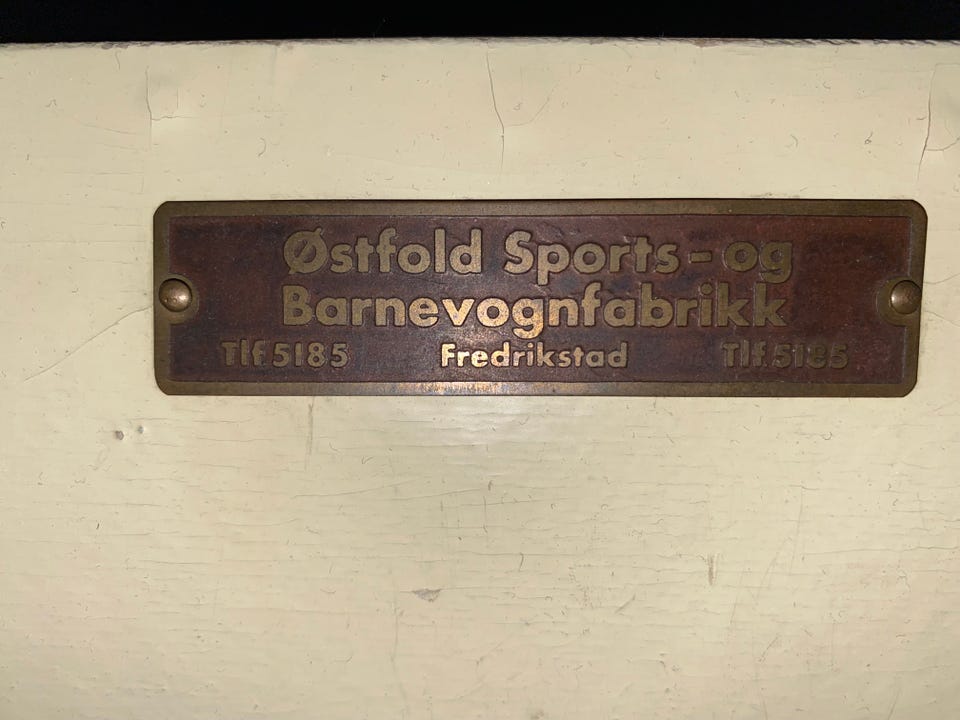 Østfold Sports - og
Barnevognfabrikk
Tlf 5185 Fredrikstad Tlf 5185